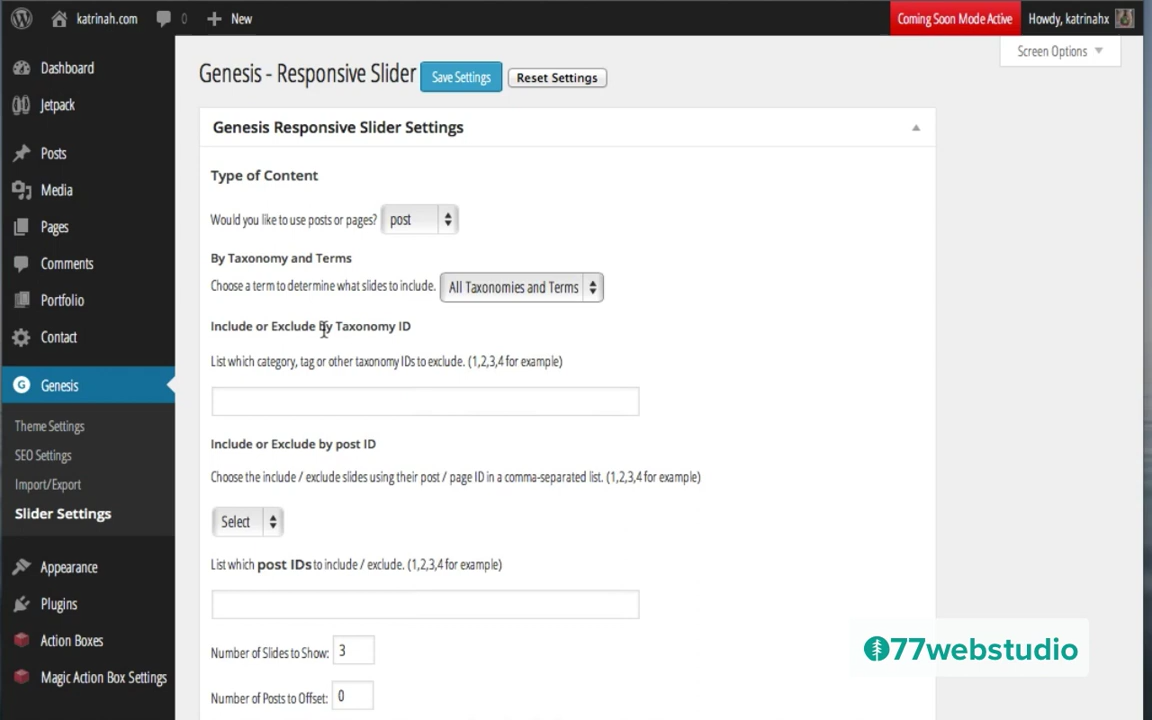 katrinah.com
0
New
Coming Soon Mode Active
Howdy, katrinahx
Screen Options
Dashboard
Jetpack
Posts
Media
Pages
Comments
Portfolio
Contact
Genesis
Theme Settings
SEO Settings
Import/Export
Slider Settings
Appearance
Plugins
Action Boxes
Magic Action Box Settings
Genesis - Responsive Slider
Save Settings
Reset Settings
Genesis Responsive Slider Settings
Type of Content
Would you like to use posts or pages? post
By Taxonomy and Terms
Choose a term to determine what slides to include. All Taxonomies and Terms
Include or Exclude by Taxonomy ID
List which category, tag or other taxonomy IDs to exclude. (1,2,3,4 for example)
Include or Exclude by post ID
Choose the include / exclude slides using their post / page ID in a comma-separated list. (1,2,3,4 for example)
Select
List which post IDs to include / exclude. (1,2,3,4 for example)
Number of Slides to Show: 3
Number of Posts to Offset: 0
77webstudio